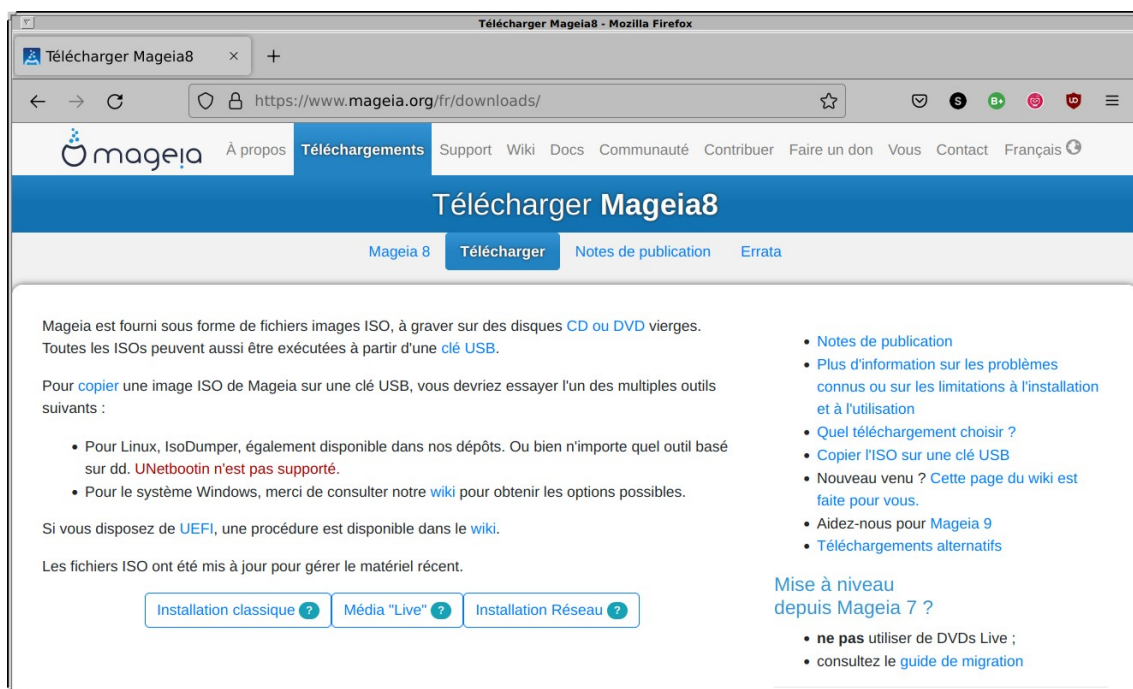 Télécharger Mageia8 - Mozilla Firefox
Télécharger Mageia8
https://www.mageia.org/fr/downloads/
S
B+
mageia
À propos Téléchargements Support Wiki Docs Communauté Contribuer Faire un don Vous Contact Français
Télécharger Mageia8
Mageia 8 Télécharger Notes de publication Errata
Mageia est fourni sous forme de fichiers images ISO, à graver sur des disques CD ou DVD vierges.
Toutes les ISOs peuvent aussi être exécutées à partir d'une clé USB.
Pour copier une image ISO de Mageia sur une clé USB, vous devriez essayer l'un des multiples outils
suivants :
• Pour Linux, IsoDumper, également disponible dans nos dépôts. Ou bien n'importe quel outil basé
sur dd. UNetbootin n'est pas supporté.
• Pour le système Windows, merci de consulter notre wiki pour obtenir les options possibles.
Si vous disposez de UEFI, une procédure est disponible dans le wiki.
Les fichiers ISO ont été mis à jour pour gérer le matériel récent.
Installation classique ? Média "Live" ? Installation Réseau ?
• Notes de publication
• Plus d'information sur les problèmes
connus ou sur les limitations à l'installation
et à l'utilisation
• Quel téléchargement choisir ?
• Copier l'ISO sur une clé USB
• Nouveau venu ? Cette page du wiki est
faite pour vous.
• Aidez-nous pour Mageia 9
• Téléchargements alternatifs
Mise à niveau
depuis Mageia 7 ?
• ne pas utiliser de DVDs Live ;
• consultez le guide de migration